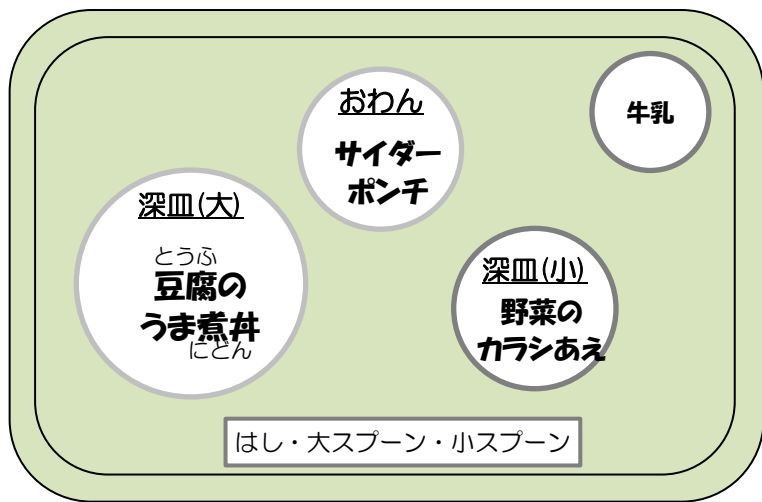 おわん
サイダー
ポンチ
牛乳
深皿(大)
とうふ
豆腐の
うま煮丼
にどん
深皿(小)
野菜の
カラシあえ
はし・大スプーン・小スプーン